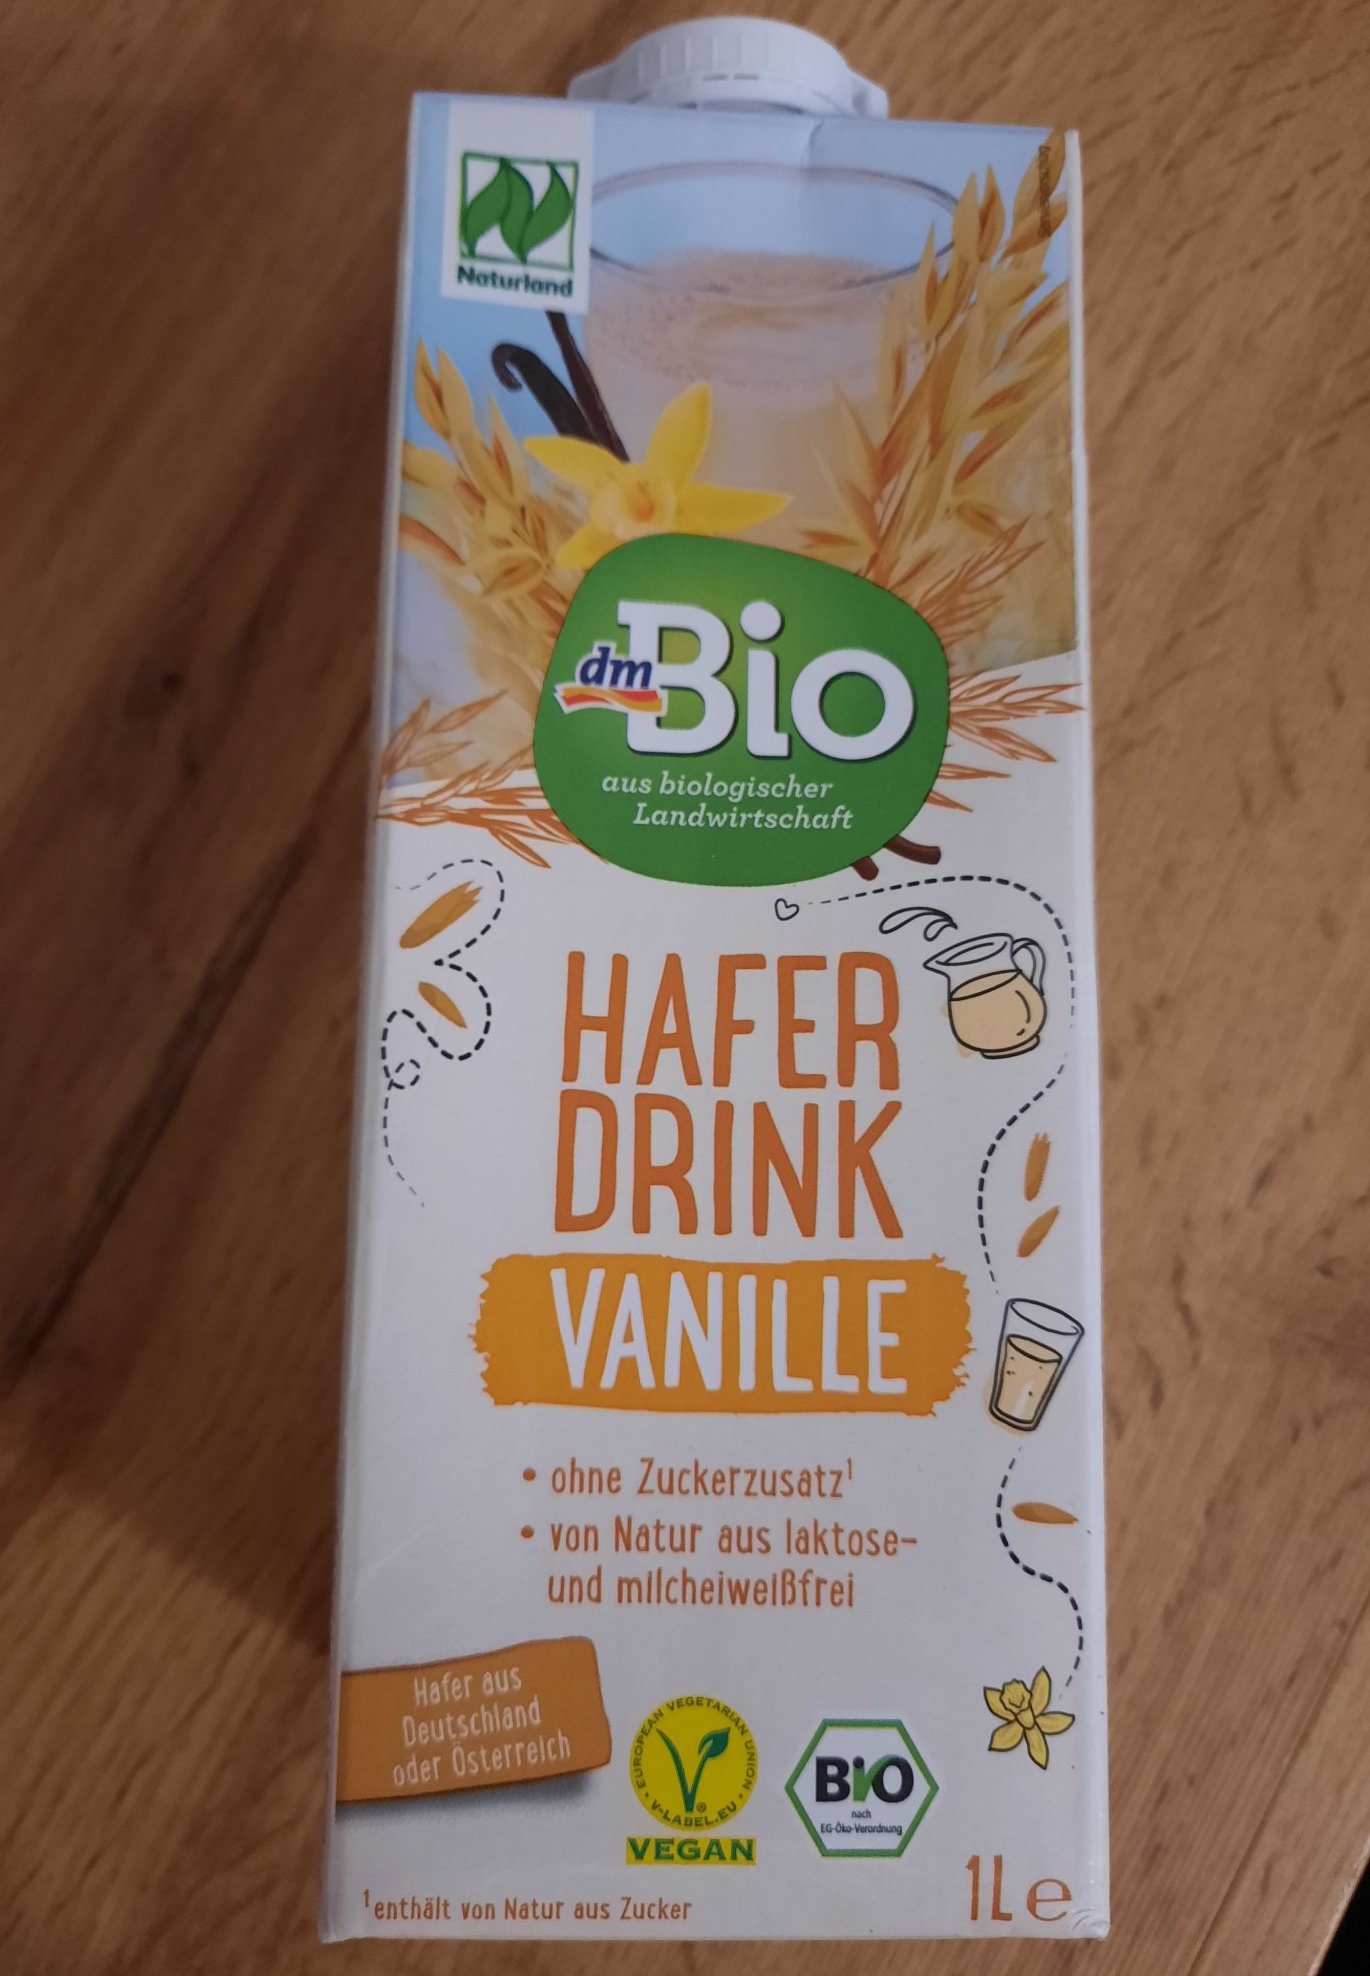 Naturland
dm Bio
aus biologischer
Landwirtschaft
HAFER
DRINK
VANILLE
• ohne Zuckerzusatz¹
• von Natur aus laktose-
und milcheiweißfrei
Hafer aus
Deutschland
oder Österreich
EUROPEAN VEGETARIAN UNION
V-LABEL.EU
VEGAN
BiO
nach
EG-Öko-Verordnung
1L e
¹enthält von Natur aus Zucker